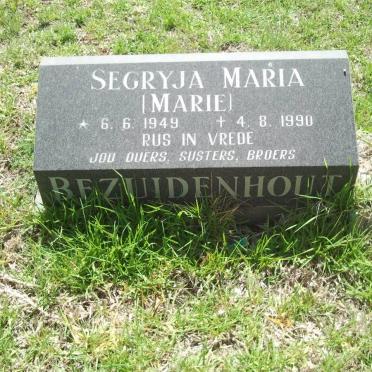 SEGRYJA MARIA
(MARIE)
* 6. 6. 1949 + 4. 8. 1990
RUS IN VREDE
JOU OUERS, SUSTERS, BROERS
BEZUIDENHOUT